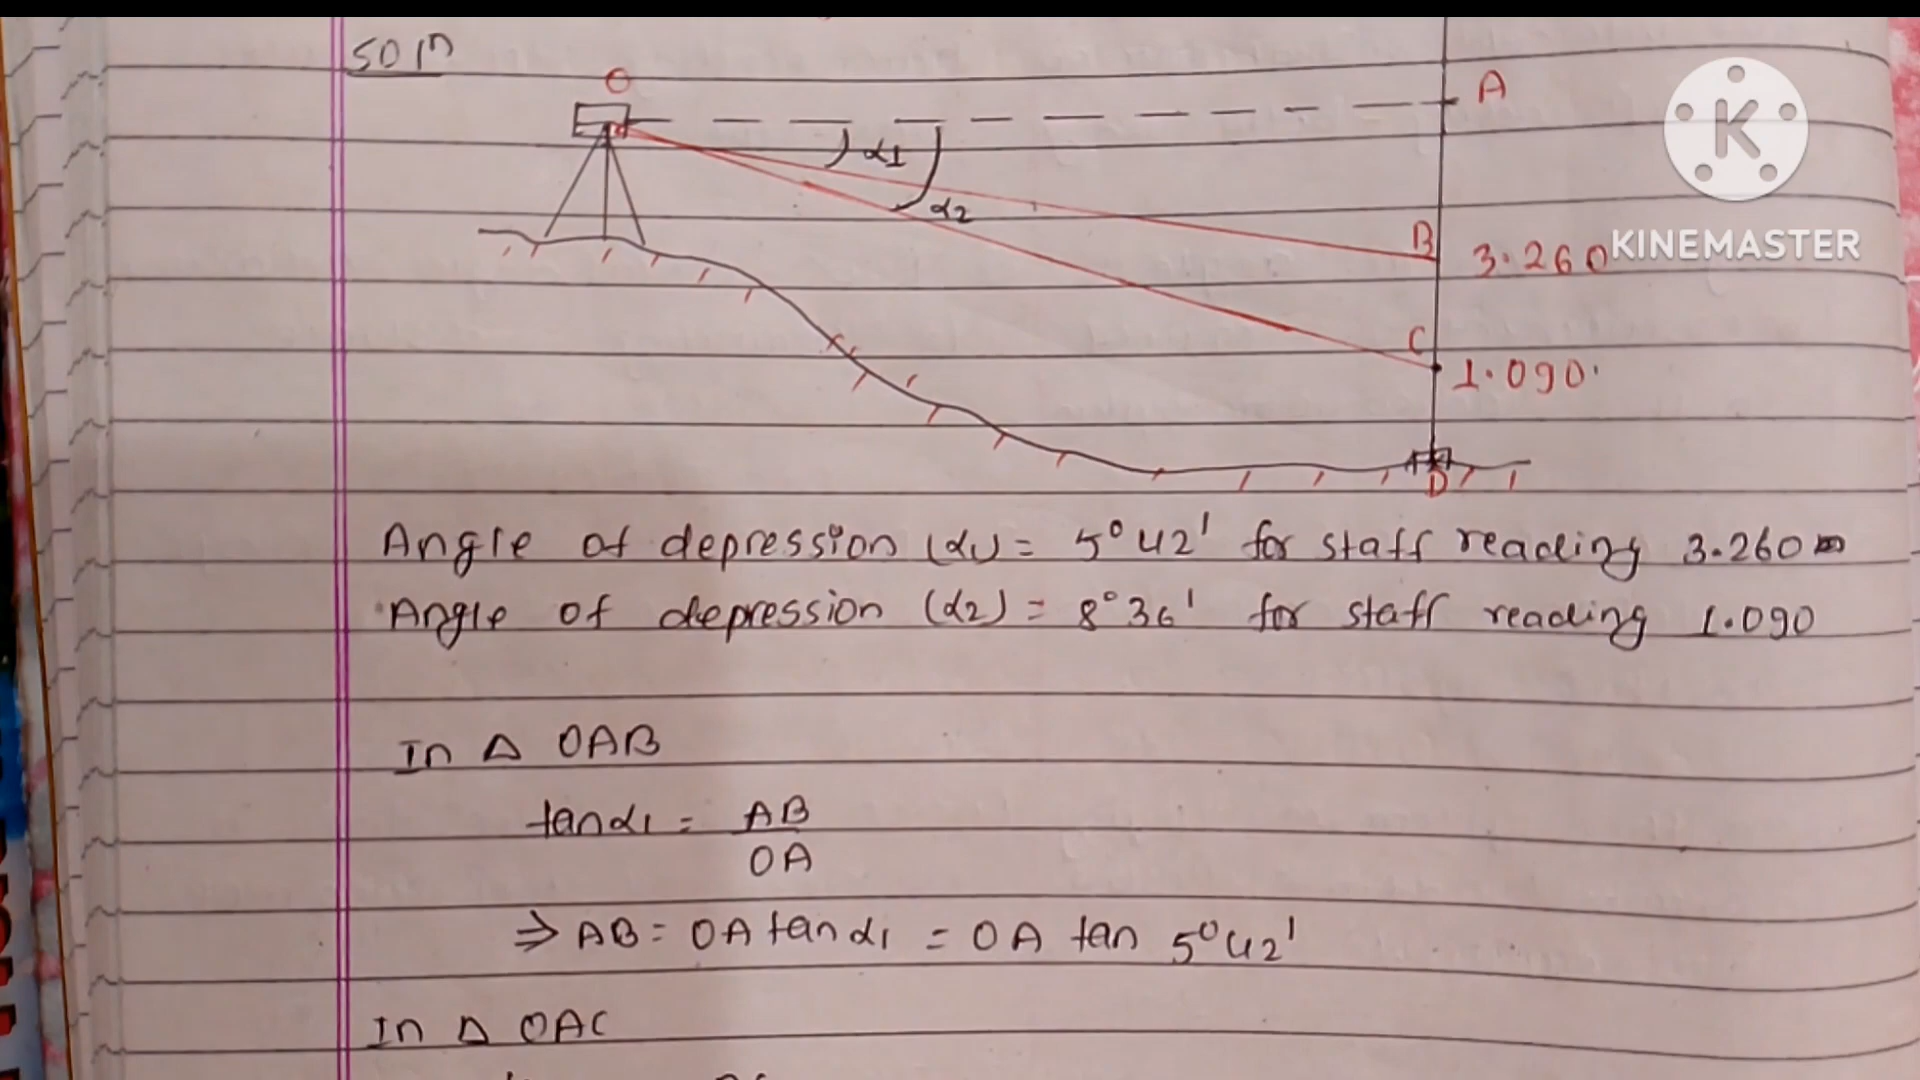 Soln
O
A
α1
α2
B
3.260
K
KINEMASTER
C
1.090
D
Angle of depression (α1) = 5°42' for staff reading 3.260m
Angle of depression (α2) = 8°36' for staff reading 1.090
In Δ OAB
tanα1 = AB
OA
⇒ AB = OA tanα1 = OA tan 5°42'
In Δ OAC